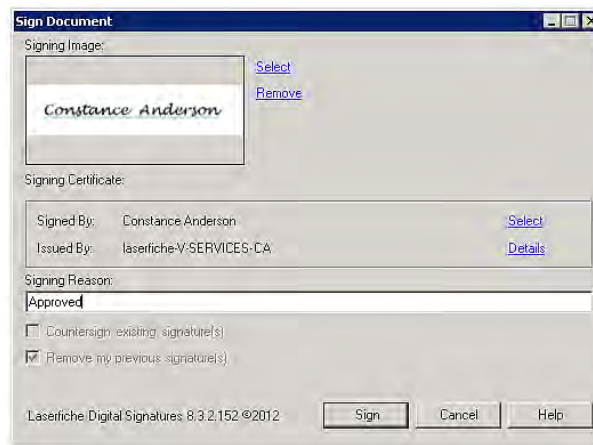 Sign Document
Signing Image:
Select
Remove
Constance Anderson
Signing Certificate:
Signed By: Constance Anderson Select
Issued By: laserfiche-V-SERVICES-CA Details
Signing Reason:
Approved
Countersign existing signature(s)
Remove my previous signature(s)
Laserfiche Digital Signatures 8.3.2.152 ©2012 Sign Cancel Help